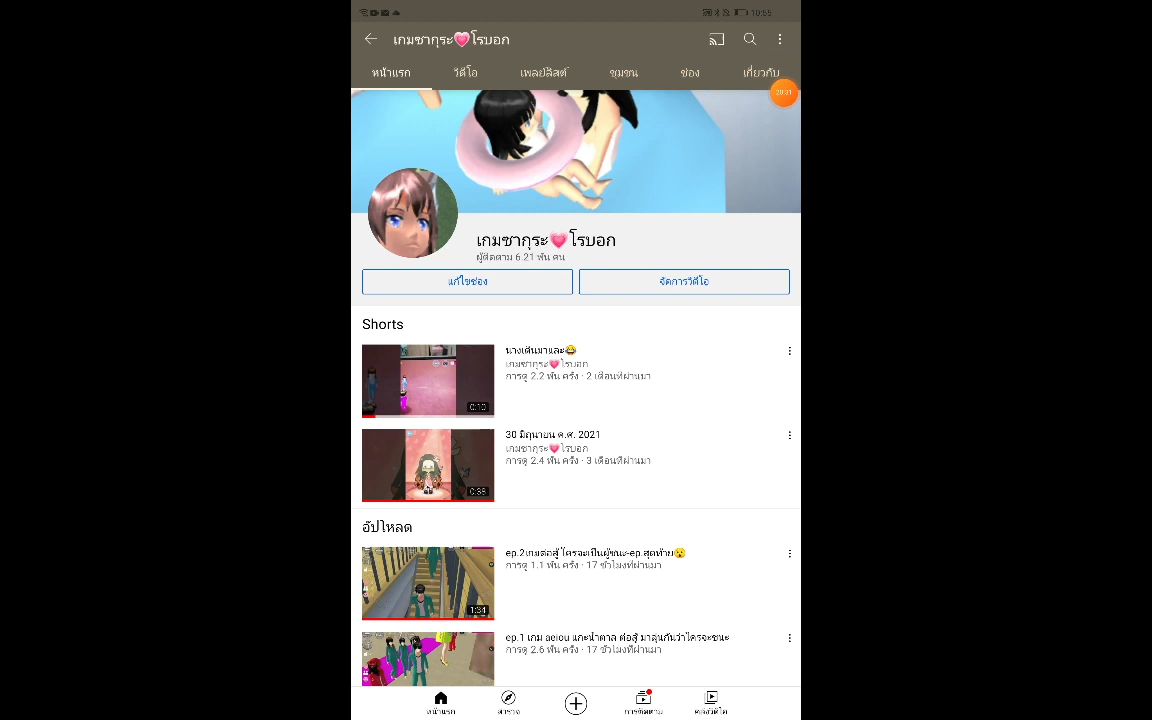 10:55
เกมซากุระ💗โรบอก
หน้าแรก วิดีโอ เพลย์ลิสต์ ชุมชน ช่อง เกี่ยวกับ
20:21
เกมซากุระ💗โรบอก
ผู้ติดตาม 6.21 พัน คน
แก้ไขช่อง จัดการวิดีโอ
Shorts
นางเดินมาแล่ะ😂
เกมซากุระ💗โรบอก
การดู 2.2 พัน ครั้ง · 2 เดือนที่ผ่านมา
0:10
30 มิถุนายน ค.ศ. 2021
เกมซากุระ💗โรบอก
การดู 2.4 พัน ครั้ง · 3 เดือนที่ผ่านมา
0:38
อัปโหลด
ep.2เกมต่อสู้ ใครจะเป็นผู้ชนะ-ep.สุดท้าย😮
การดู 1.1 พัน ครั้ง · 17 ชั่วโมงที่ผ่านมา
1:34
ep.1 เกม aeiou แกะน้ำตาล ต่อสู้ มาลุ้นกันว่าใครจะชนะ
การดู 2.6 พัน ครั้ง · 17 ชั่วโมงที่ผ่านมา
หน้าแรก สำรวจ การติดตาม คลังวิดีโอ